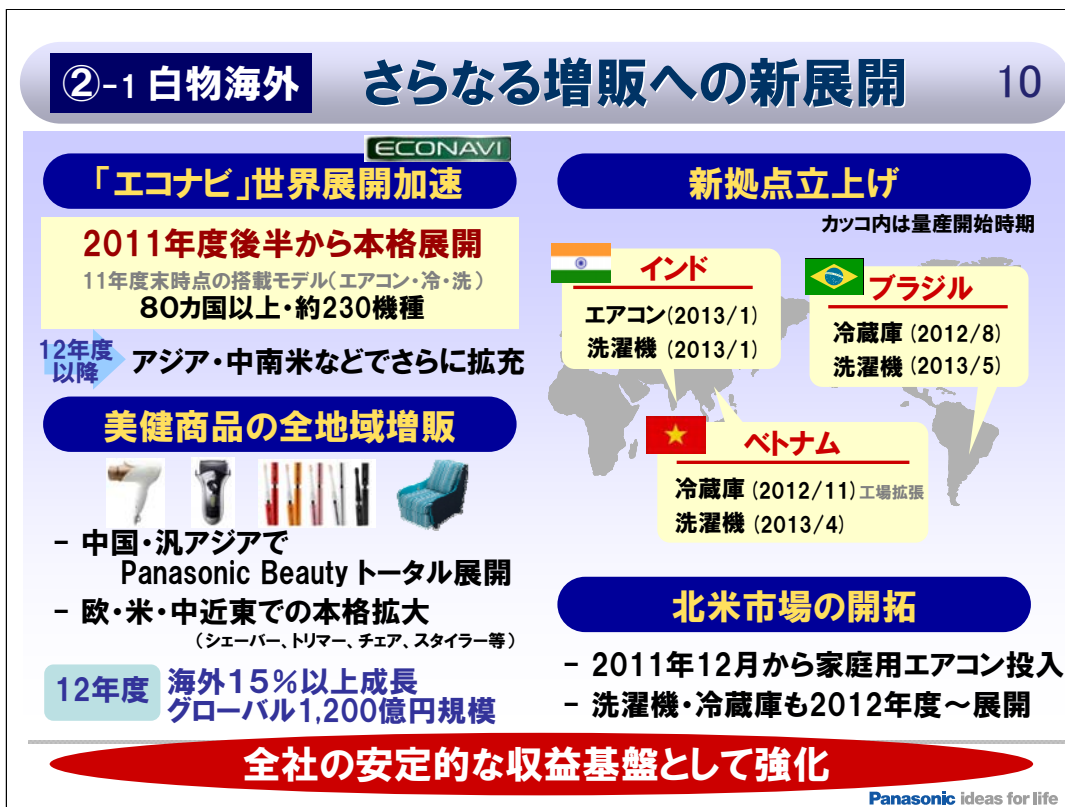 ②-1 白物海外
さらなる増販への新展開
10
ECONAVI
「エコナビ」世界展開加速
2011年度後半から本格展開
11年度末時点の搭載モデル(エアコン・冷・洗)
80カ国以上・約230機種
12年度
以降
アジア・中南米などでさらに拡充
美健商品の全地域増販
- 中国・汎アジアで
Panasonic Beauty トータル展開
- 欧・米・中近東での本格拡大
(シェーバー、トリマー、チェア、スタイラー等)
12年度
海外15%以上成長
グローバル1,200億円規模
新拠点立上げ
カッコ内は量産開始時期
インド
エアコン(2013/1)
洗濯機 (2013/1)
ブラジル
冷蔵庫 (2012/8)
洗濯機 (2013/5)
ベトナム
冷蔵庫 (2012/11) 工場拡張
洗濯機 (2013/4)
北米市場の開拓
- 2011年12月から家庭用エアコン投入
- 洗濯機・冷蔵庫も2012年度~展開
全社の安定的な収益基盤として強化
Panasonic ideas for life